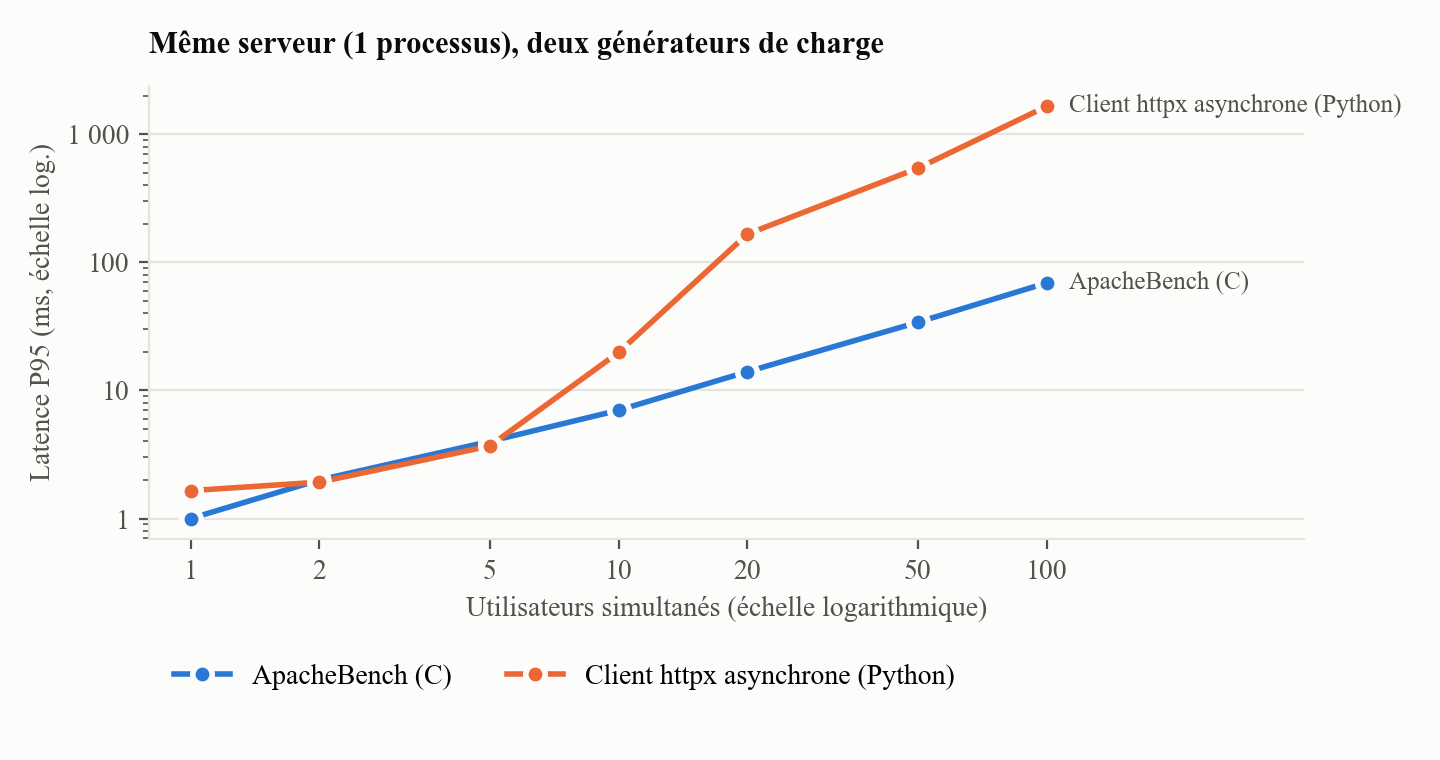 Même serveur (1 processus), deux générateurs de charge
Latence P95 (ms, échelle log.)
1 000
100
10
1
Client httpx asynchrone (Python)
ApacheBench (C)
1 2 5 10 20 50 100
Utilisateurs simultanés (échelle logarithmique)
ApacheBench (C) Client httpx asynchrone (Python)